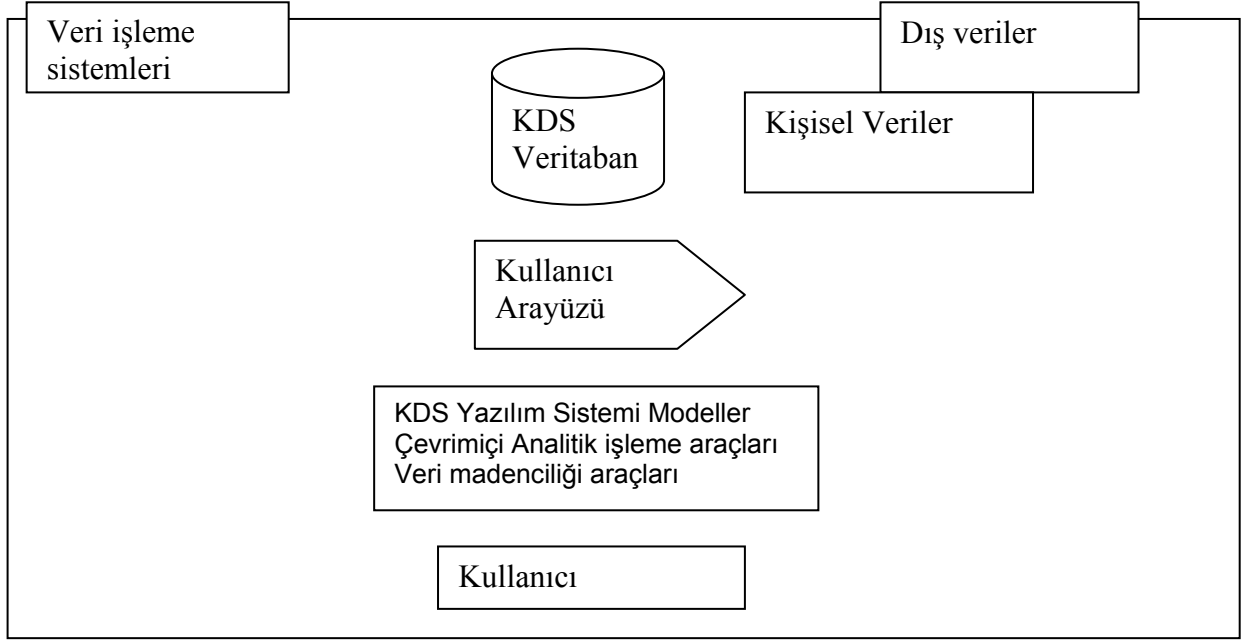 Veri işleme
sistemleri
Dış veriler
KDS
Veritaban
Kişisel Veriler
Kullanıcı
Arayüzü
KDS Yazılım Sistemi Modeller
Çevrimiçi Analitik işleme araçları
Veri madenciliği araçları
Kullanıcı